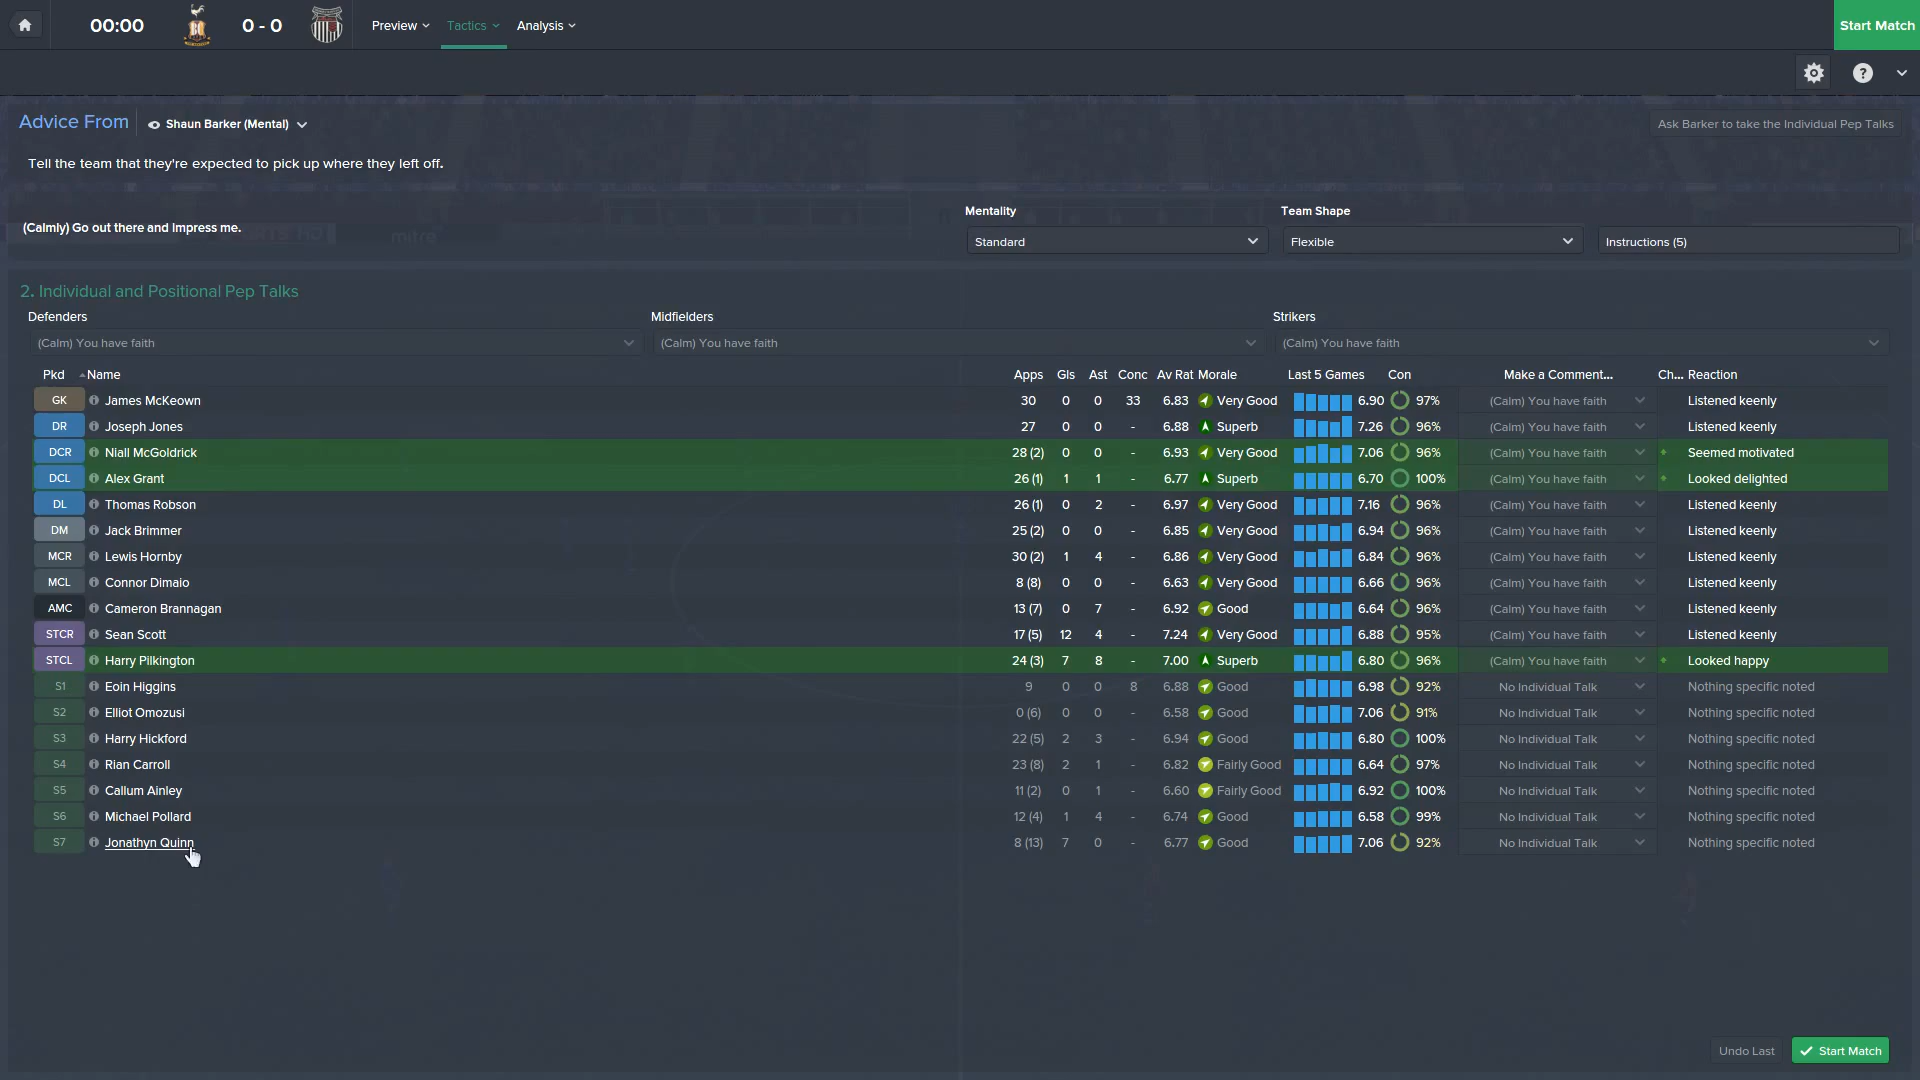 00:00 0 - 0 Preview Tactics Analysis Start Match
?
Advice From Shaun Barker (Mental) Ask Barker to take the Individual Pep Talks
Tell the team that they're expected to pick up where they left off.
Mentality Team Shape
(Calmly) Go out there and impress me. mitre Standard Flexible Instructions (5)
2. Individual and Positional Pep Talks
Defenders Midfielders Strikers
(Calm) You have faith (Calm) You have faith (Calm) You have faith
Pkd Name Apps Gls Ast Conc Av Rat Morale Last 5 Games Con Make a Comment... Ch... Reaction
GK James McKeown 30 0 0 33 6.83 Very Good 6.90 97% (Calm) You have faith Listened keenly
DR Joseph Jones 27 0 0 - 6.88 Superb 7.26 96% (Calm) You have faith Listened keenly
DCR Niall McGoldrick 28 (2) 0 0 - 6.93 Very Good 7.06 96% (Calm) You have faith Seemed motivated
DCL Alex Grant 26 (1) 1 1 - 6.77 Superb 6.70 100% (Calm) You have faith Looked delighted
DL Thomas Robson 26 (1) 0 2 - 6.97 Very Good 7.16 96% (Calm) You have faith Listened keenly
DM Jack Brimmer 25 (2) 0 0 - 6.85 Very Good 6.94 96% (Calm) You have faith Listened keenly
MCR Lewis Hornby 30 (2) 1 4 - 6.86 Very Good 6.84 96% (Calm) You have faith Listened keenly
MCL Connor Dimaio 8 (8) 0 0 - 6.63 Very Good 6.66 96% (Calm) You have faith Listened keenly
AMC Cameron Brannagan 13 (7) 0 7 - 6.92 Good 6.64 96% (Calm) You have faith Listened keenly
STCR Sean Scott 17 (5) 12 4 - 7.24 Very Good 6.88 95% (Calm) You have faith Listened keenly
STCL Harry Pilkington 24 (3) 7 8 - 7.00 Superb 6.80 96% (Calm) You have faith Looked happy
S1 Eoin Higgins 9 0 0 8 6.88 Good 6.98 92% No Individual Talk Nothing specific noted
S2 Elliot Omozusi 0 (6) 0 0 - 6.58 Good 7.06 91% No Individual Talk Nothing specific noted
S3 Harry Hickford 22 (5) 2 3 - 6.94 Good 6.80 100% No Individual Talk Nothing specific noted
S4 Rian Carroll 23 (8) 2 1 - 6.82 Fairly Good 6.64 97% No Individual Talk Nothing specific noted
S5 Callum Ainley 11 (2) 0 1 - 6.60 Fairly Good 6.92 100% No Individual Talk Nothing specific noted
S6 Michael Pollard 12 (4) 1 4 - 6.74 Good 6.58 99% No Individual Talk Nothing specific noted
S7 Jonathyn Quinn 8 (13) 7 0 - 6.77 Good 7.06 92% No Individual Talk Nothing specific noted
Undo Last Start Match